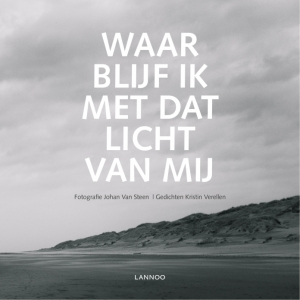 WAAR
BLIJF IK
MET DAT
LICHT
VAN MIJ
Fotografie Johan Van Steen | Gedichten Kristin Verellen
LANNOO